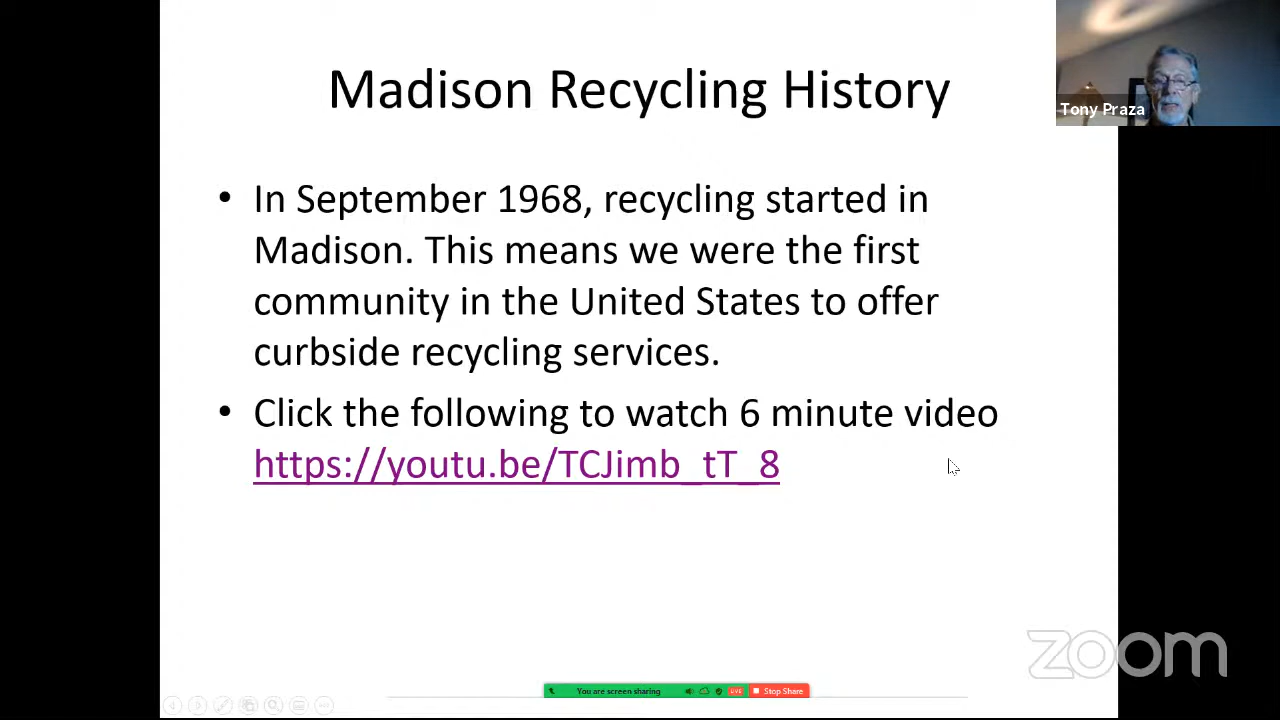 Madison Recycling History
Tony Praza
• In September 1968, recycling started in
Madison. This means we were the first
community in the United States to offer
curbside recycling services.
• Click the following to watch 6 minute video
https://youtu.be/TCJimb_tT_8
zoom
You are screen sharing
LIVE
Stop Share